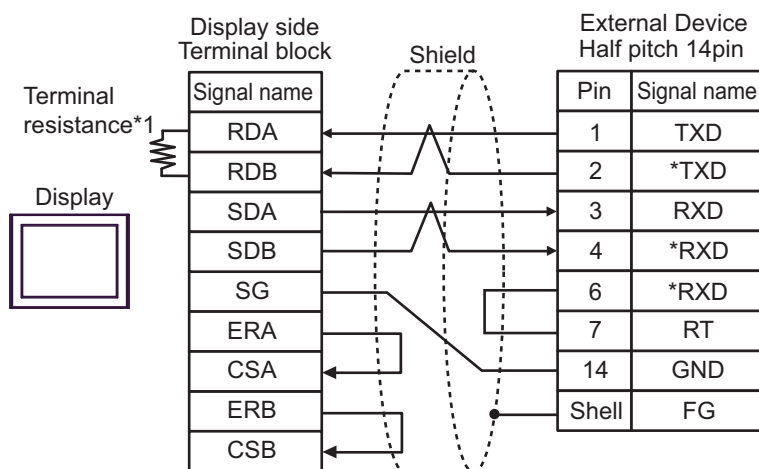 Display side
Terminal block
Shield
External Device
Half pitch 14pin
Terminal
resistance*1
Display
Signal name
RDA
RDB
SDA
SDB
SG
ERA
CSA
ERB
CSB
Pin Signal name
1 TXD
2 *TXD
3 RXD
4 *RXD
6 *RXD
7 RT
14 GND
Shell FG